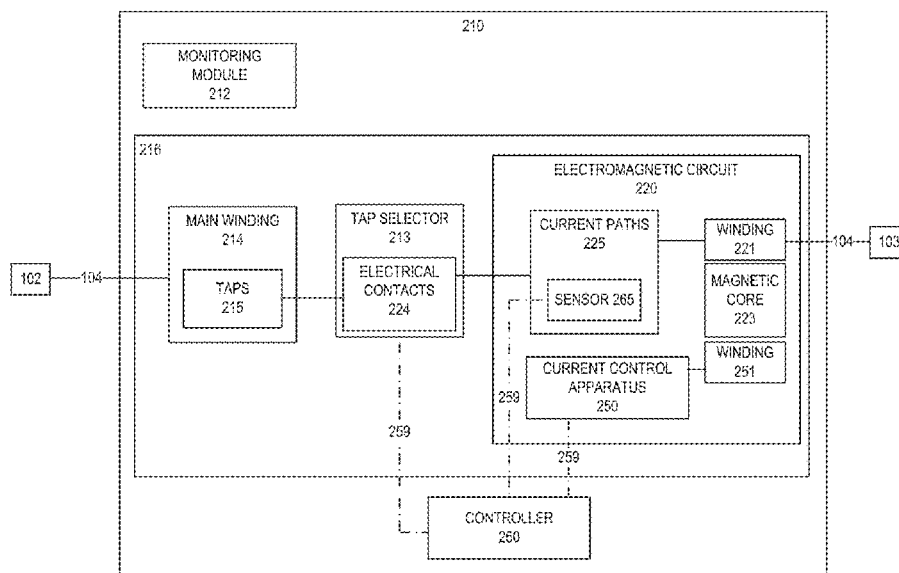 210
MONITORING
MODULE
212
216
ELECTROMAGNETIC CIRCUIT
220
MAIN WINDING
214
TAPS
215
TAP SELECTOR
213
ELECTRICAL
CONTACTS
224
CURRENT PATHS
225
SENSOR 265
WINDING
221
MAGNETIC
CORE
223
WINDING
251
CURRENT CONTROL
APPARATUS
250
102
104
104
103
259
259
259
CONTROLLER
260